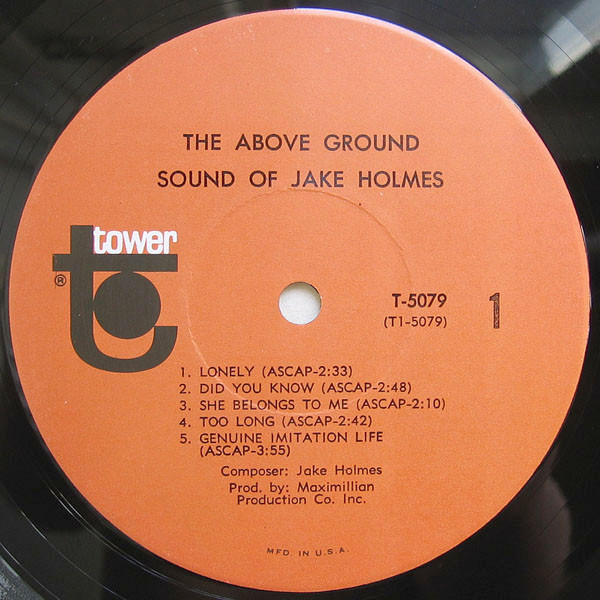 THE ABOVE GROUND
SOUND OF JAKE HOLMES
tower
®
T-5079
(T1-5079)
1
1. LONELY (ASCAP-2:33)
2. DID YOU KNOW (ASCAP-2:48)
3. SHE BELONGS TO ME (ASCAP-2:10)
4. TOO LONG (ASCAP-2:42)
5. GENUINE IMITATION LIFE
(ASCAP-3:55)
Composer: Jake Holmes
Prod. by: Maximillian
Production Co. Inc.
MFD. IN U.S.A.